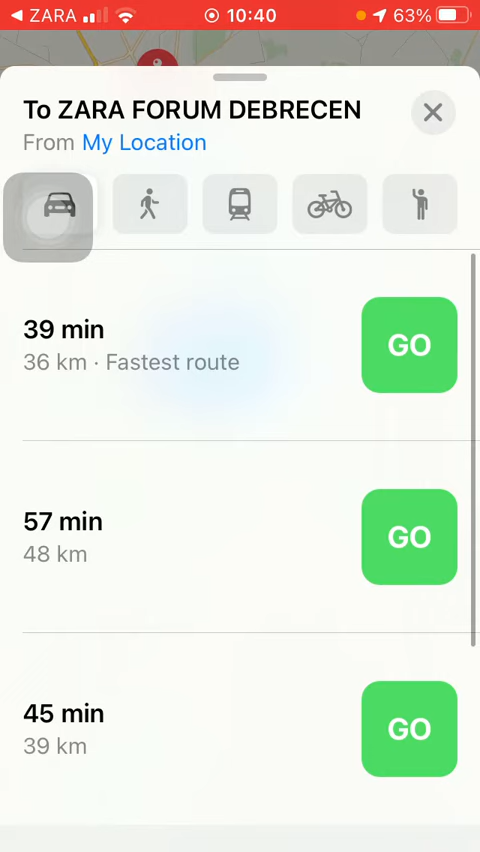 ZARA 10:40 63%
To ZARA FORUM DEBRECEN
From My Location
39 min
36 km · Fastest route
GO
57 min
48 km
GO
45 min
39 km
GO